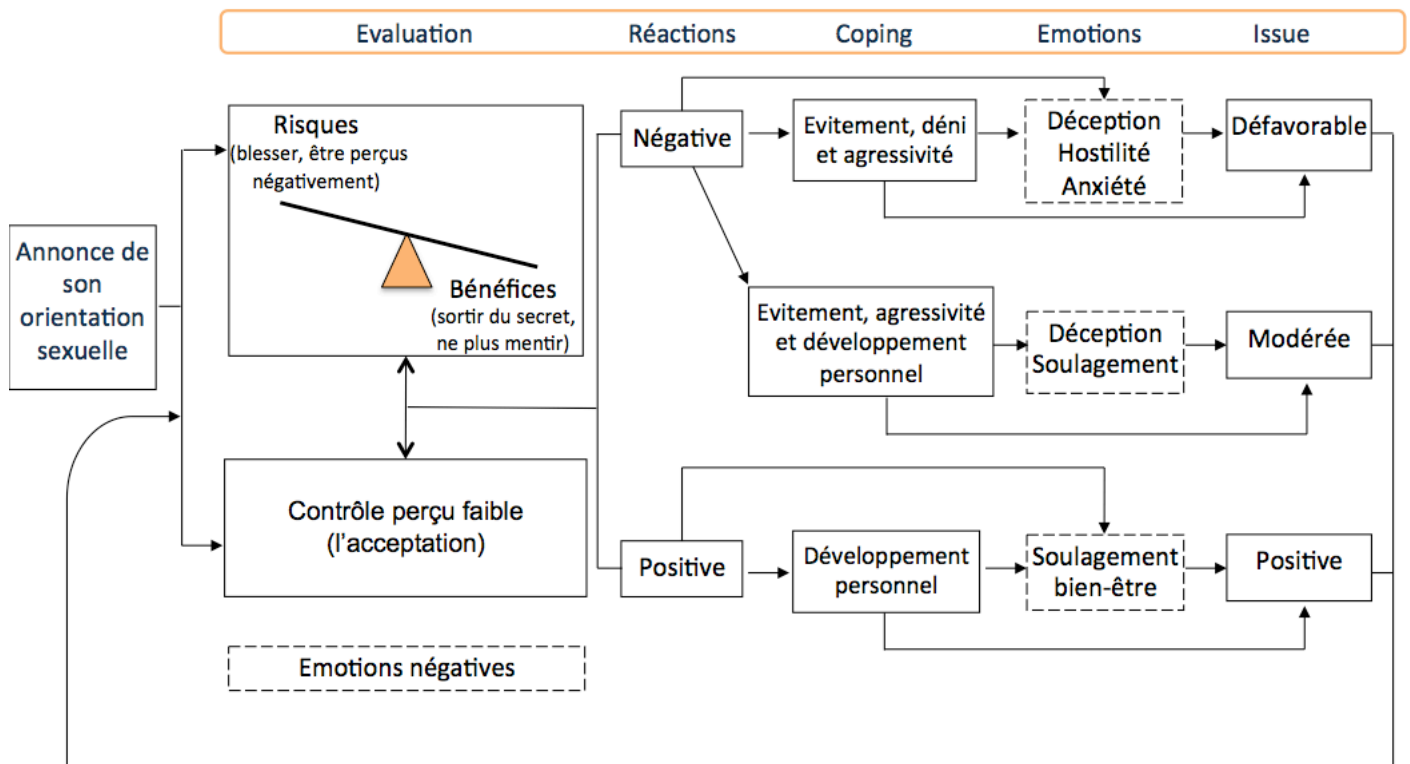 Evaluation Réactions Coping Emotions Issue
Risques
(blesser, être perçus
négativement)
Bénéfices
(sortir du secret,
ne plus mentir)
Annonce de
son
orientation
sexuelle
Contrôle perçu faible
(l'acceptation)
Emotions négatives
Négative
Evitement, déni
et agressivité
Déception
Hostilité
Anxiété
Défavorable
Evitement, agressivité
et développement
personnel
Déception
Soulagement
Modérée
Positive
Développement
personnel
Soulagement
bien-être
Positive